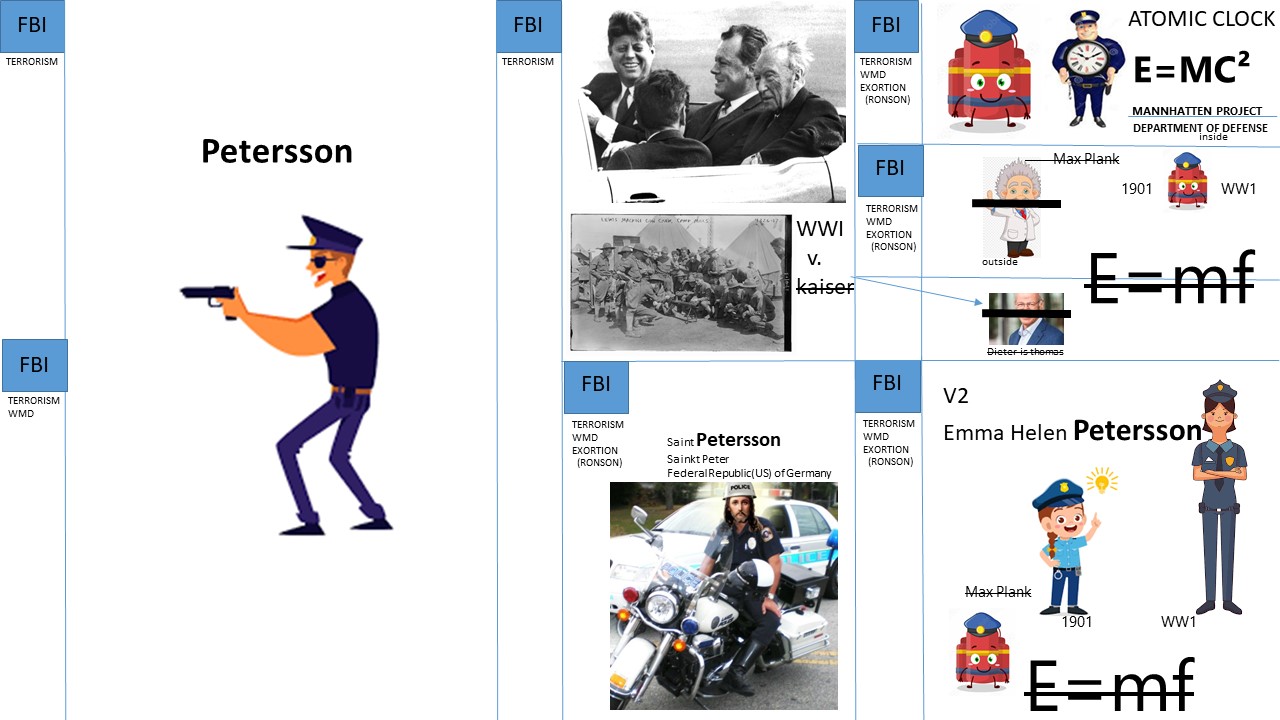 FBI
TERRORISM
Petersson
FBI
TERRORISM
WMD
FBI
TERRORISM
WWI
v.
kaiser
FBI
TERRORISM
WMD
EXORTION
(RONSON)
Saint Petersson
Sainkt Peter
Federal Republic (US) of Germany
POLICE
FBI
TERRORISM
WMD
EXORTION
(RONSON)
ATOMIC CLOCK
E=MC²
MANNHATTEN PROJECT
DEPARTMENT OF DEFENSE
inside
FBI
TERRORISM
WMD
EXORTION
(RONSON)
Max Plank
1901
WW1
outside
E=mf
Dieter is thomas
FBI
TERRORISM
WMD
EXORTION
(RONSON)
V2
Emma Helen Petersson
Max Plank
1901
WW1
E=mf